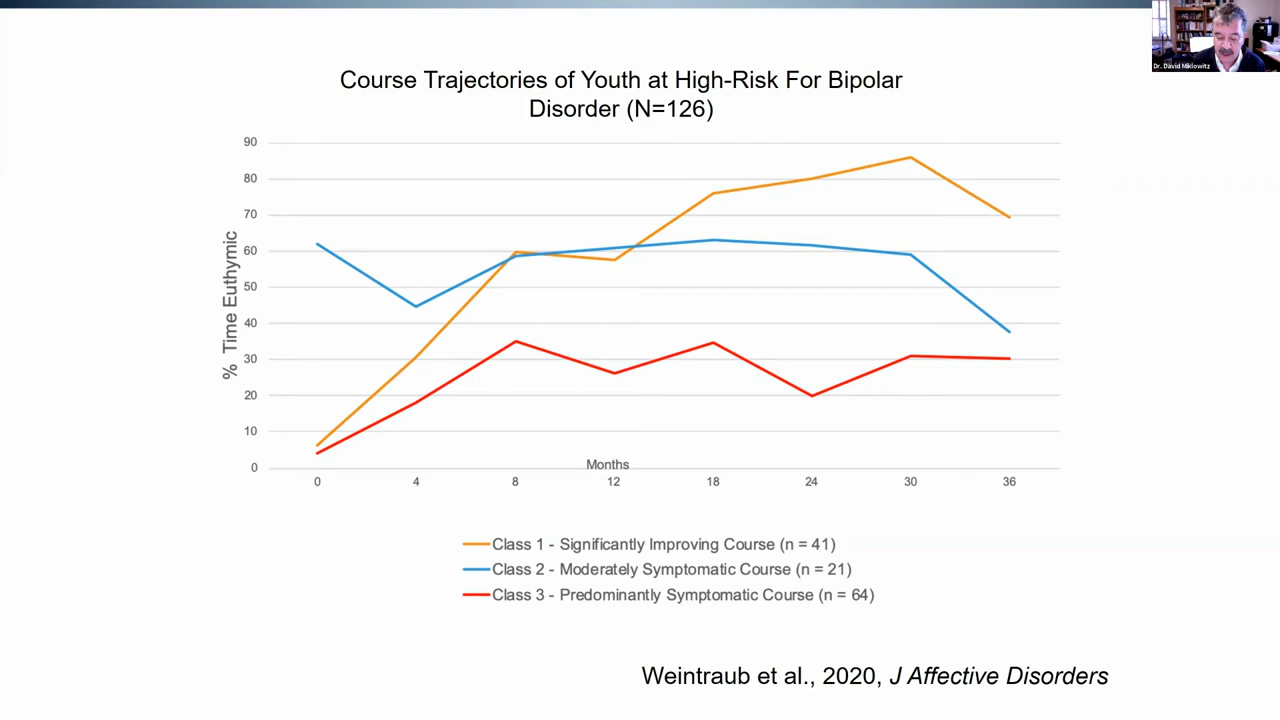 Dr. David Miklowitz
Course Trajectories of Youth at High-Risk For Bipolar
Disorder (N=126)
90
80
70
60
50
40
30
20
10
0
% Time Euthymic
Months
0 4 8 12 18 24 30 36
Class 1 - Significantly Improving Course (n = 41)
Class 2 - Moderately Symptomatic Course (n = 21)
Class 3 - Predominantly Symptomatic Course (n = 64)
Weintraub et al., 2020, J Affective Disorders